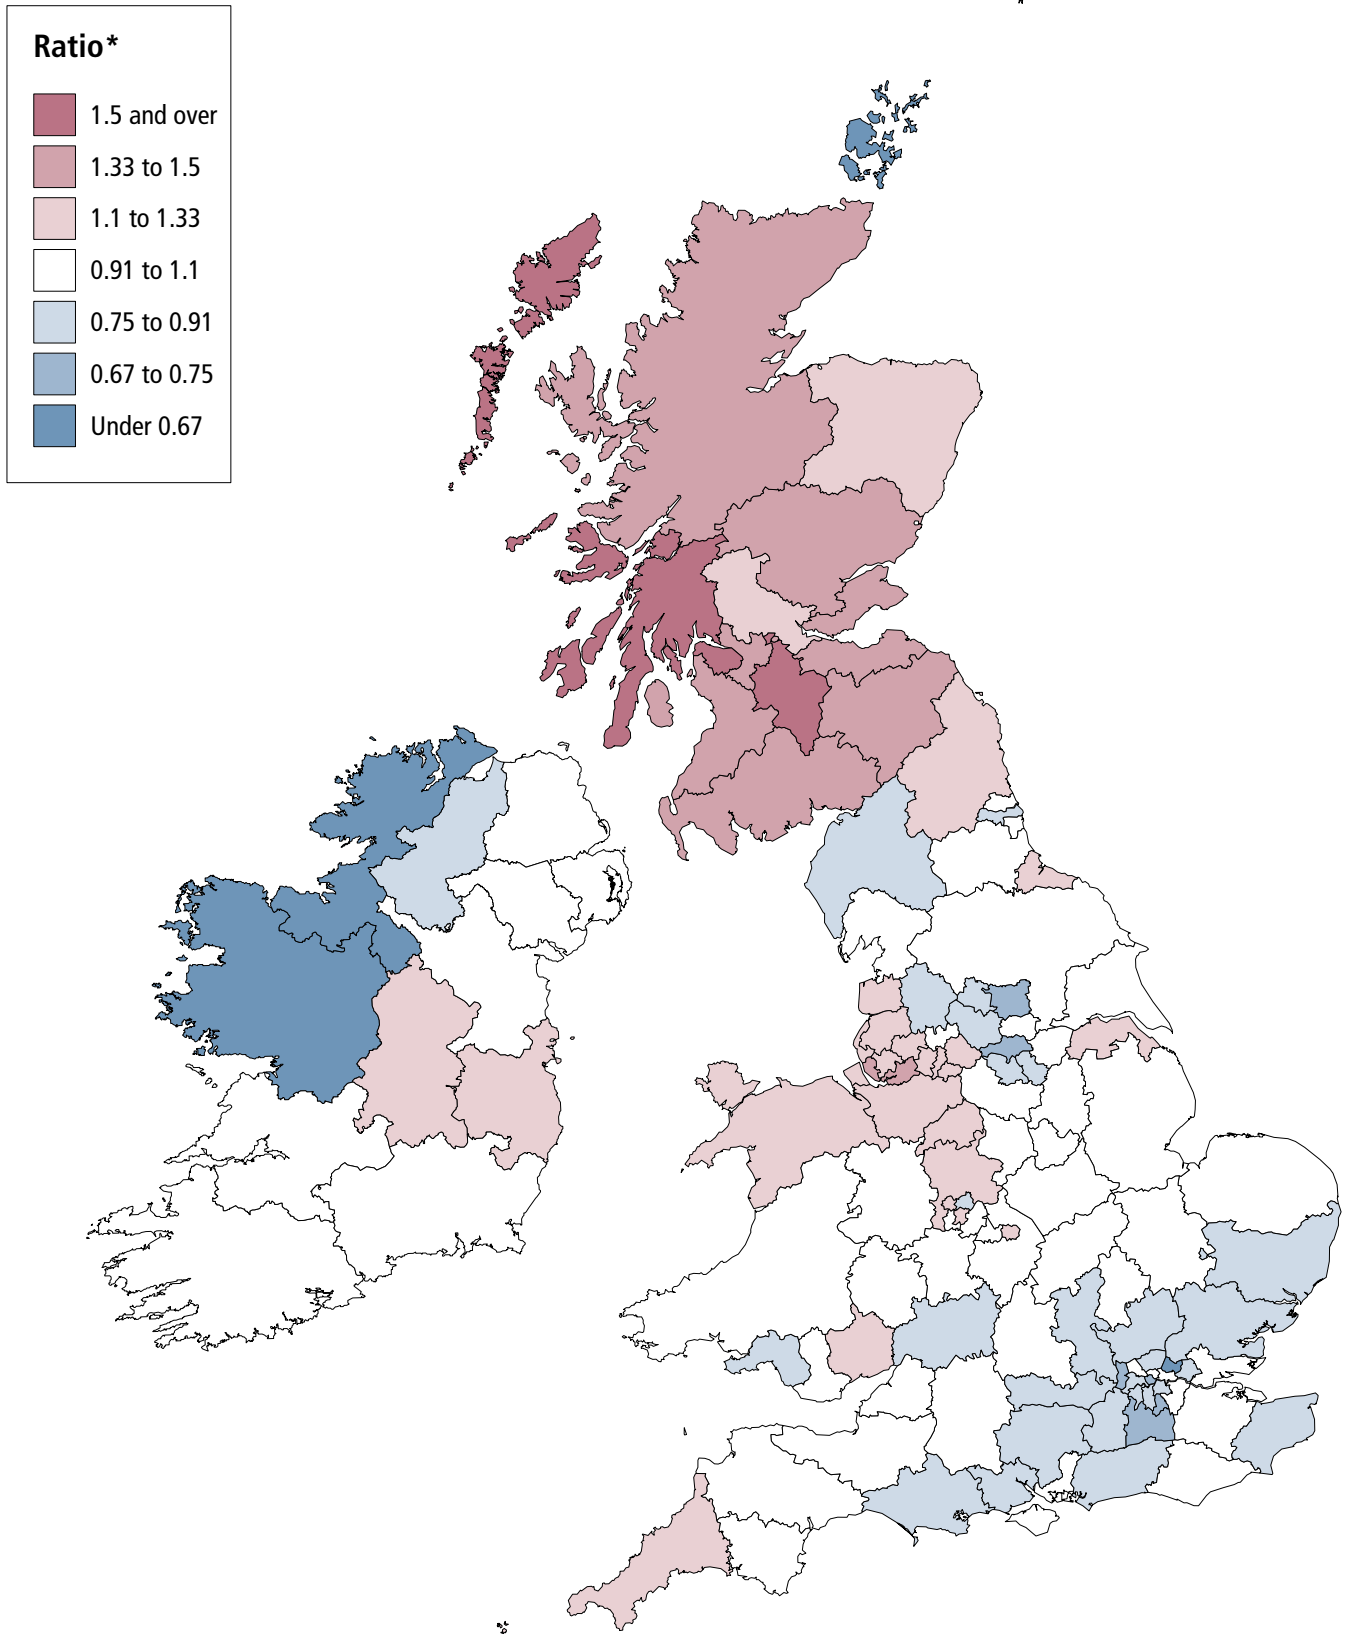 Ratio*
1.5 and over
1.33 to 1.5
1.1 to 1.33
0.91 to 1.1
0.75 to 0.91
0.67 to 0.75
Under 0.67